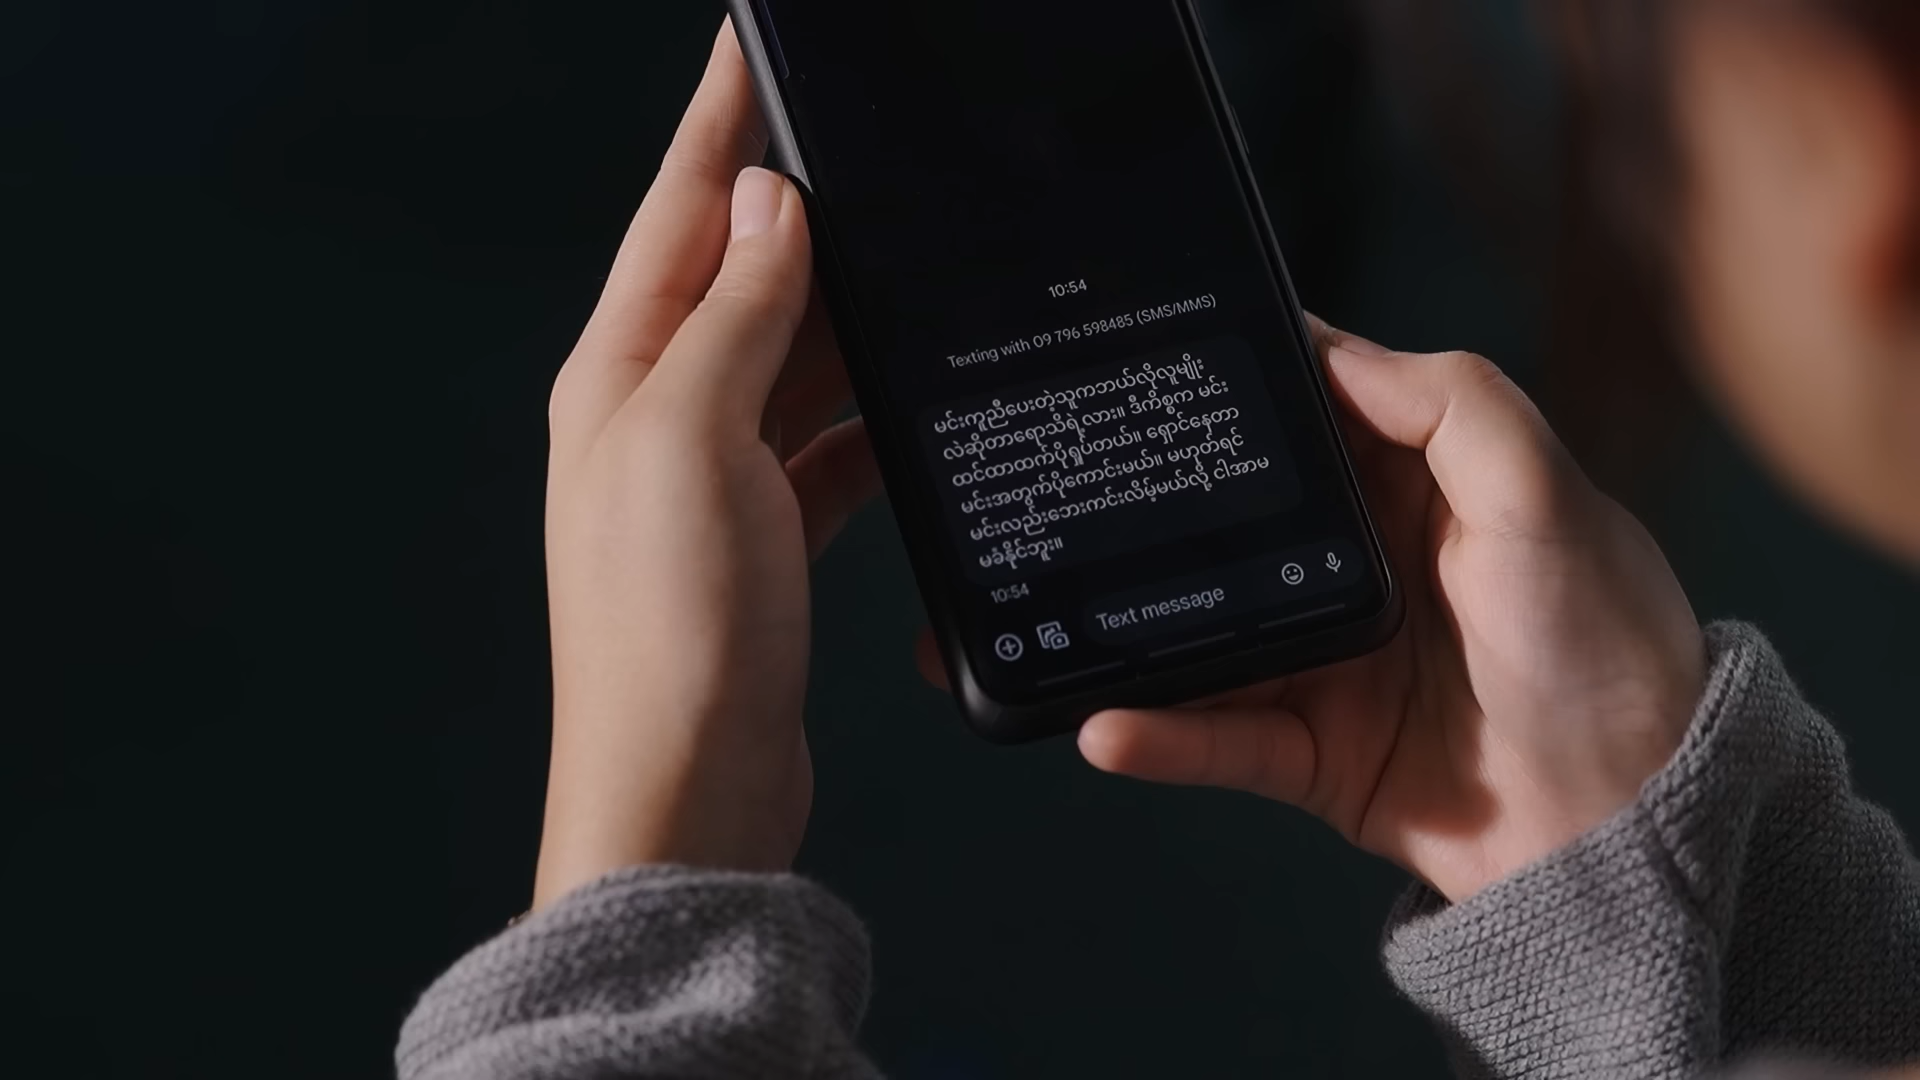 10:54
Texting with 09 796 598485 (SMS/MMS)
မင်းကူညီပေးတဲ့သူကဘယ်လိုလူမျိုး
လဲဆိုတာရောသိရဲ့လား။ ဒီကိစ္စက မင်း
ထင်ထာထက်ပိုရှုပ်တယ်။ ရှောင်နေတာ
မင်းအတွက်ပိုကောင်းမယ်။ မဟုတ်ရင်
မင်းလည်းဘေးကင်းလိမ့်မယ်လို့ ငါအာမ
မခံနိုင်ဘူး။
10:54
Text message